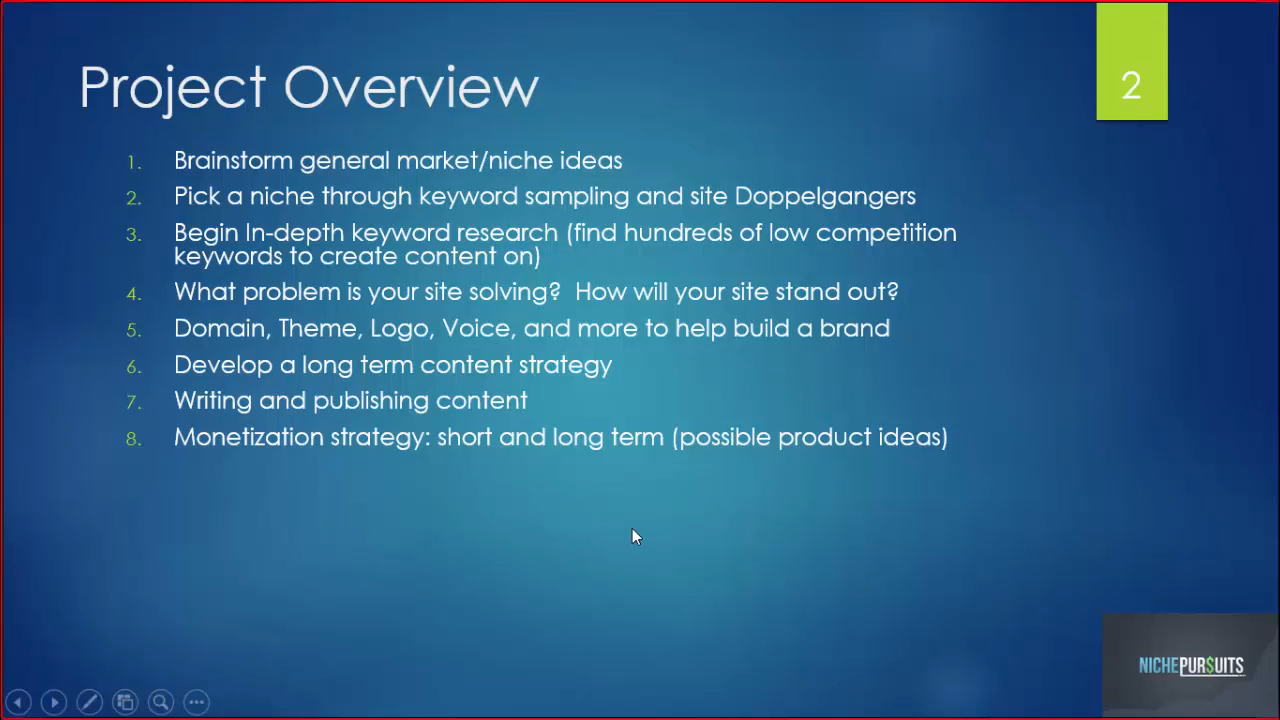 Project Overview
2
1. Brainstorm general market/niche ideas
2. Pick a niche through keyword sampling and site Doppelgangers
3. Begin In-depth keyword research (find hundreds of low competition
keywords to create content on)
4. What problem is your site solving?  How will your site stand out?
5. Domain, Theme, Logo, Voice, and more to help build a brand
6. Develop a long term content strategy
7. Writing and publishing content
8. Monetization strategy: short and long term (possible product ideas)
NICHEPUR$UITS